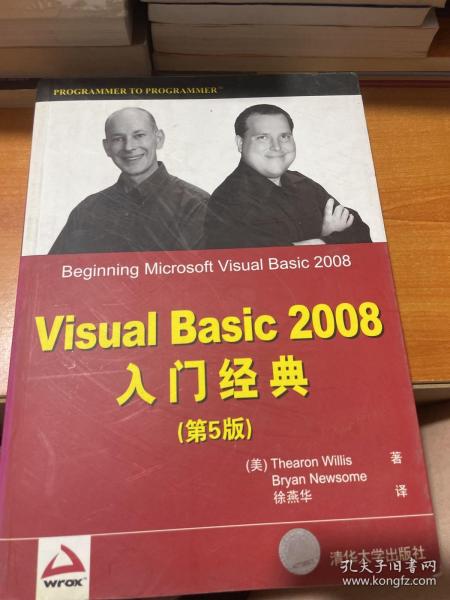 PROGRAMMER TO PROGRAMMER™
Beginning Microsoft Visual Basic 2008
Visual Basic 2008
入门经典
(第5版)
(美) Thearon Willis 著
Bryan Newsome
徐燕华 译
wrox™
清华大学出版社
孔夫子旧书网
www.kongfz.com